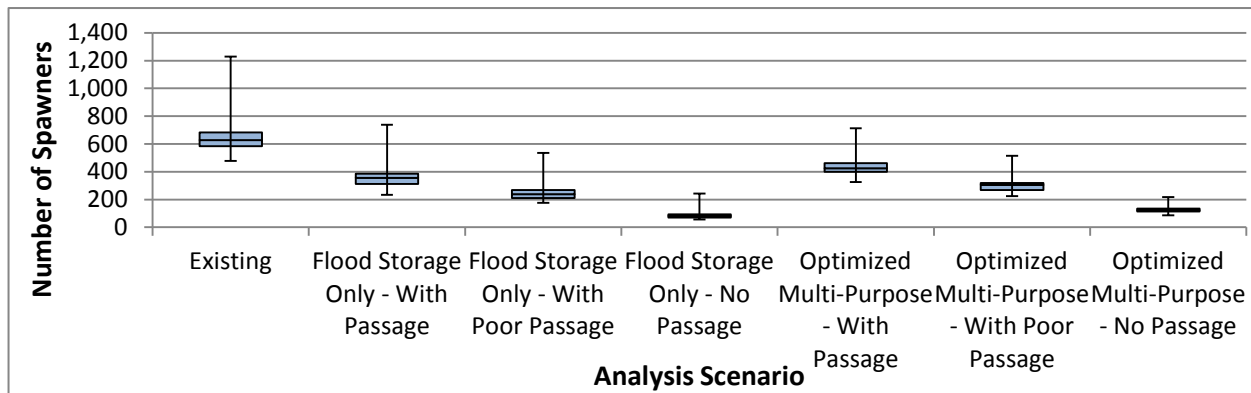 Number of Spawners
1,400
1,200
1,000
800
600
400
200
0
Existing
Flood Storage
Only - With
Passage
Flood Storage
Only - With
Poor Passage
Flood Storage
Only - No
Passage
Optimized
Multi-Purpose
- With
Passage
Optimized
Multi-Purpose
- With Poor
Passage
Optimized
Multi-Purpose
- No Passage
Analysis Scenario